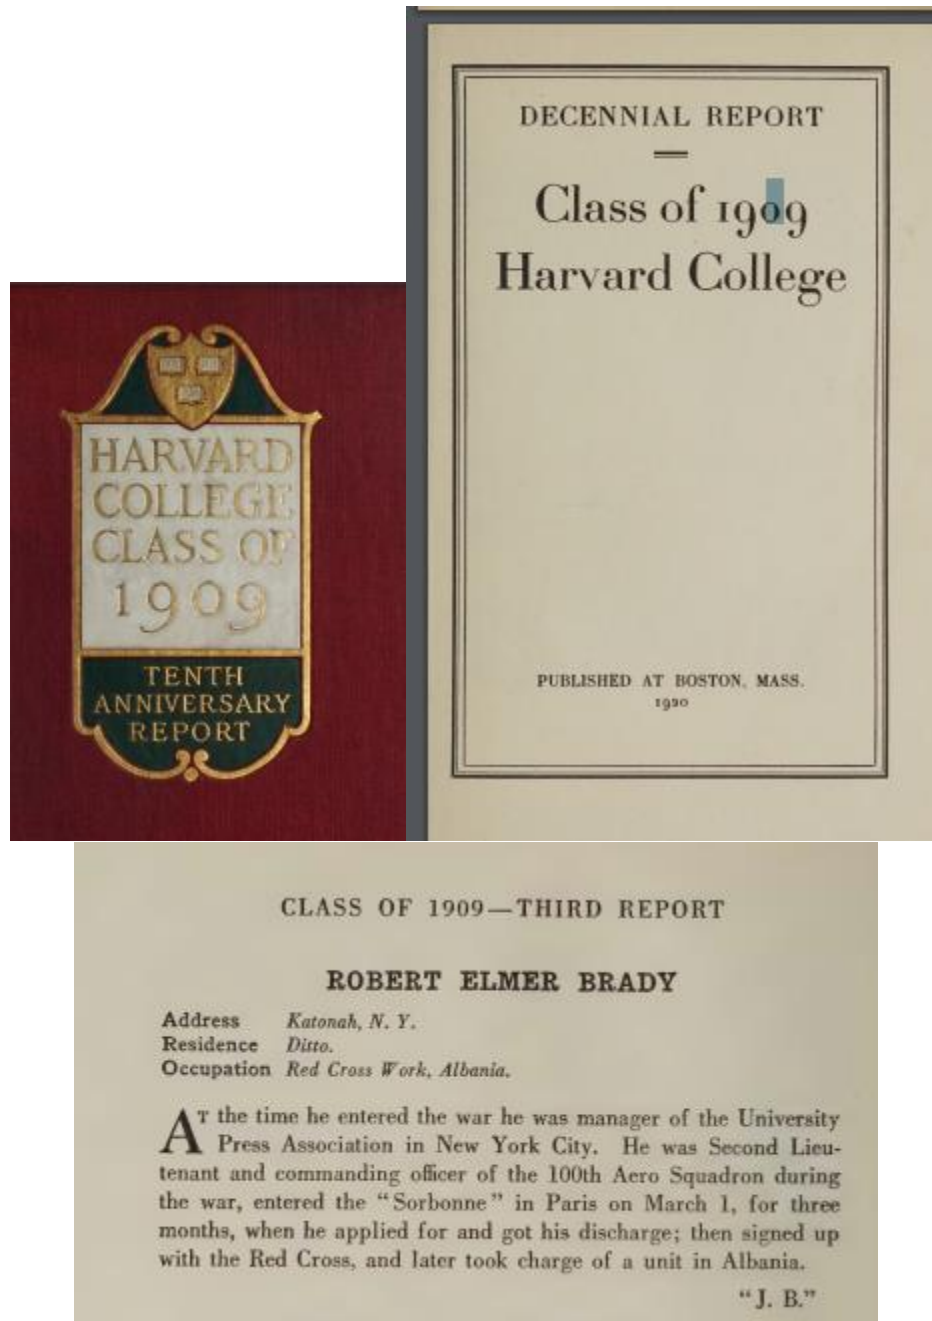 DECENNIAL REPORT
Class of 1909
Harvard College
PUBLISHED AT BOSTON, MASS.
1920
HARVARD
COLLEGE
CLASS OF
1909
TENTH
ANNIVERSARY
REPORT
CLASS OF 1909—THIRD REPORT
ROBERT ELMER BRADY
Address Katonah, N. Y.
Residence Ditto.
Occupation Red Cross Work, Albania.
AT the time he entered the war he was manager of the University
Press Association in New York City. He was Second Lieu-
tenant and commanding officer of the 100th Aero Squadron during
the war, entered the "Sorbonne" in Paris on March 1, for three
months, when he applied for and got his discharge; then signed up
with the Red Cross, and later took charge of a unit in Albania.
"J. B."